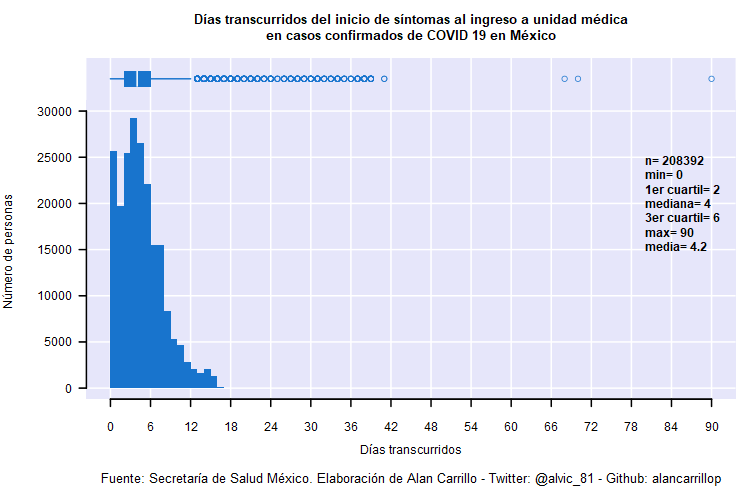 Días transcurridos del inicio de síntomas al ingreso a unidad médica
en casos confirmados de COVID 19 en México
30000
25000
20000
15000
10000
5000
0
Número de personas
n= 208392
min= 0
1er cuartil= 2
mediana= 4
3er cuartil= 6
max= 90
media= 4.2
0 6 12 18 24 30 36 42 48 54 60 66 72 78 84 90
Días transcurridos
Fuente: Secretaría de Salud México. Elaboración de Alan Carrillo - Twitter: @alvic_81 - Github: alancarrillop